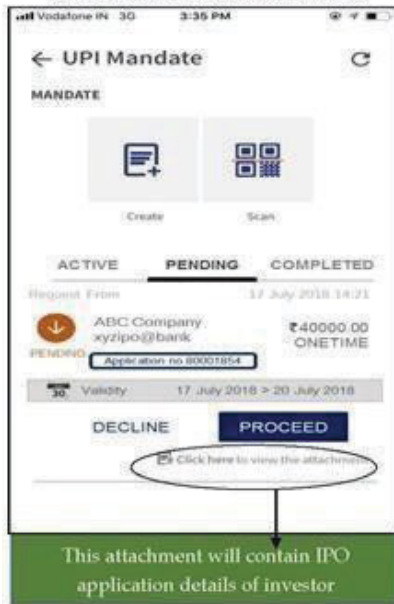 Vodafone IN 3G 3:35 PM
← UPI Mandate
MANDATE
Create Scan
ACTIVE PENDING COMPLETED
Request From 17 July 2018 14:21
ABC Company ₹40000.00
xyzipo@bank ONETIME
PENDING Application no 80001854
30 Validity 17 July 2018 > 20 July 2018
DECLINE PROCEED
Click here to view the attachment
This attachment will contain IPO
application details of investor